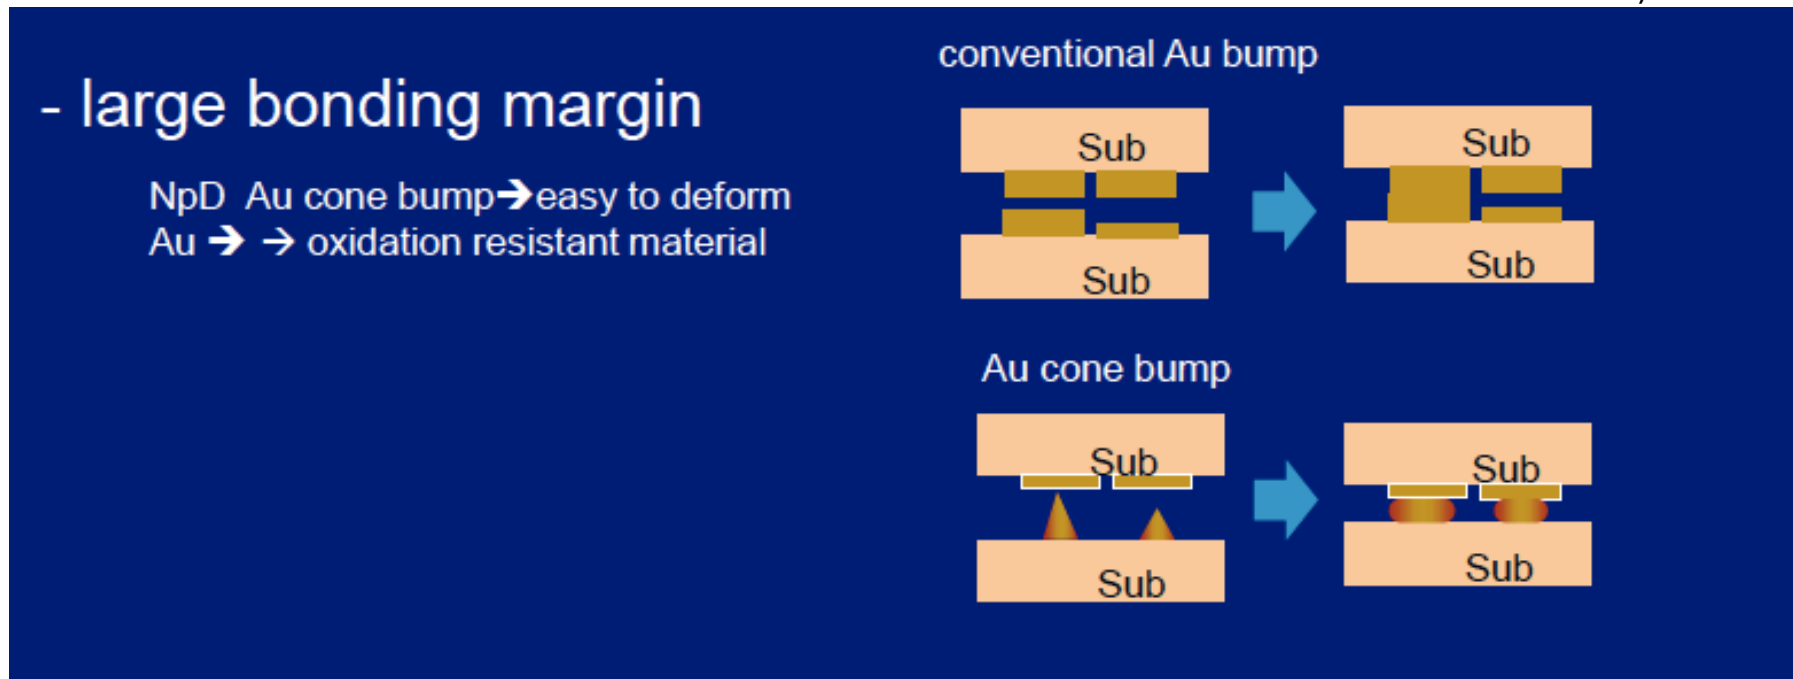 - large bonding margin
NpD Au cone bump➔easy to deform
Au ➔ → oxidation resistant material
conventional Au bump
Sub
Sub
Sub
Sub
Au cone bump
Sub
Sub
Sub
Sub